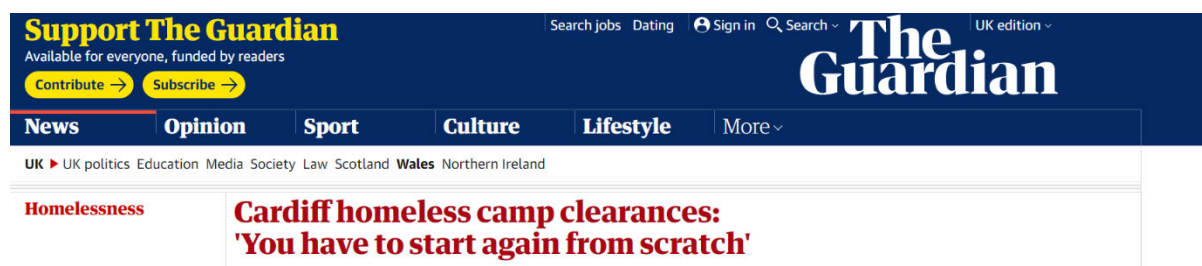 Support The Guardian
Available for everyone, funded by readers
Contribute →
Subscribe →
Search jobs Dating Sign in Search
UK edition
The
Guardian
News Opinion Sport Culture Lifestyle More
UK ▶ UK politics Education Media Society Law Scotland Wales Northern Ireland
Homelessness
Cardiff homeless camp clearances:
'You have to start again from scratch'